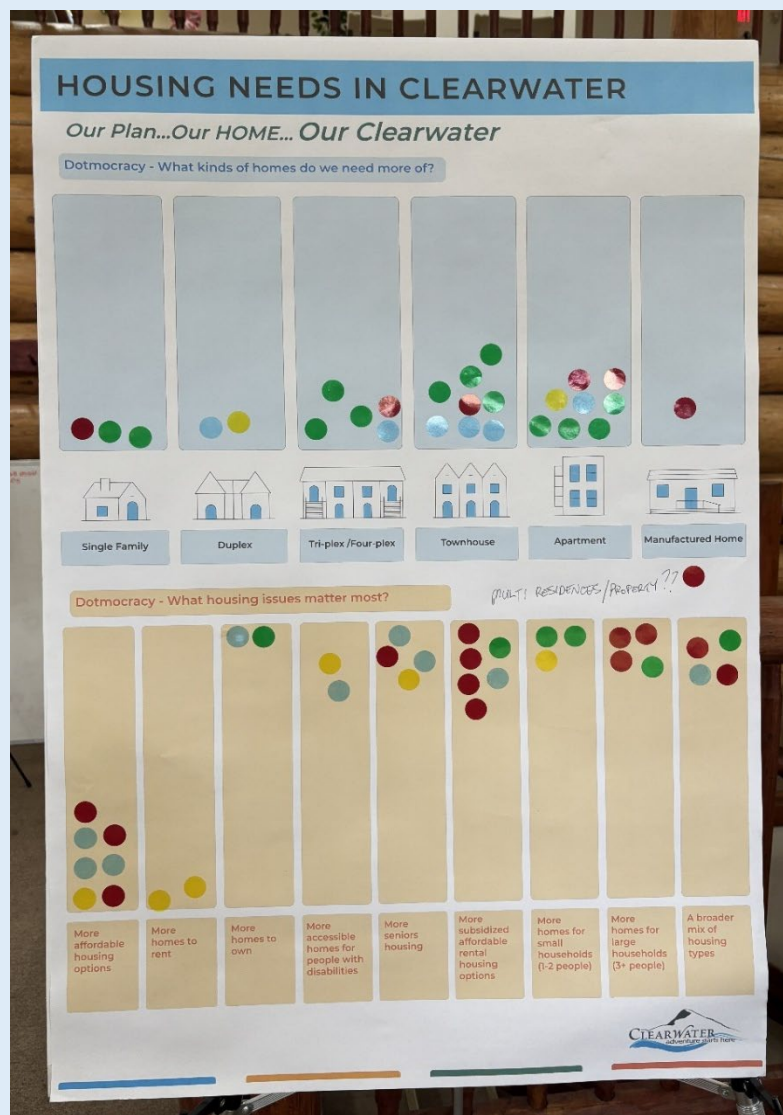 HOUSING NEEDS IN CLEARWATER
Our Plan...Our HOME... Our Clearwater
Dotmocracy - What kinds of homes do we need more of?
Single Family
Duplex
Tri-plex /Four-plex
Townhouse
Apartment
Manufactured Home
MULTI RESIDENCES/PROPERTY??
Dotmocracy - What housing issues matter most?
More
affordable
housing
options
More
homes to
rent
More
homes to
own
More
accessible
homes for
people with
disabilities
More
seniors
housing
More
subsidized
affordable
rental
housing
options
More
homes for
small
households
(1-2 people)
More
homes for
large
households
(3+ people)
A broader
mix of
housing
types
CLEARWATER
adventure starts here